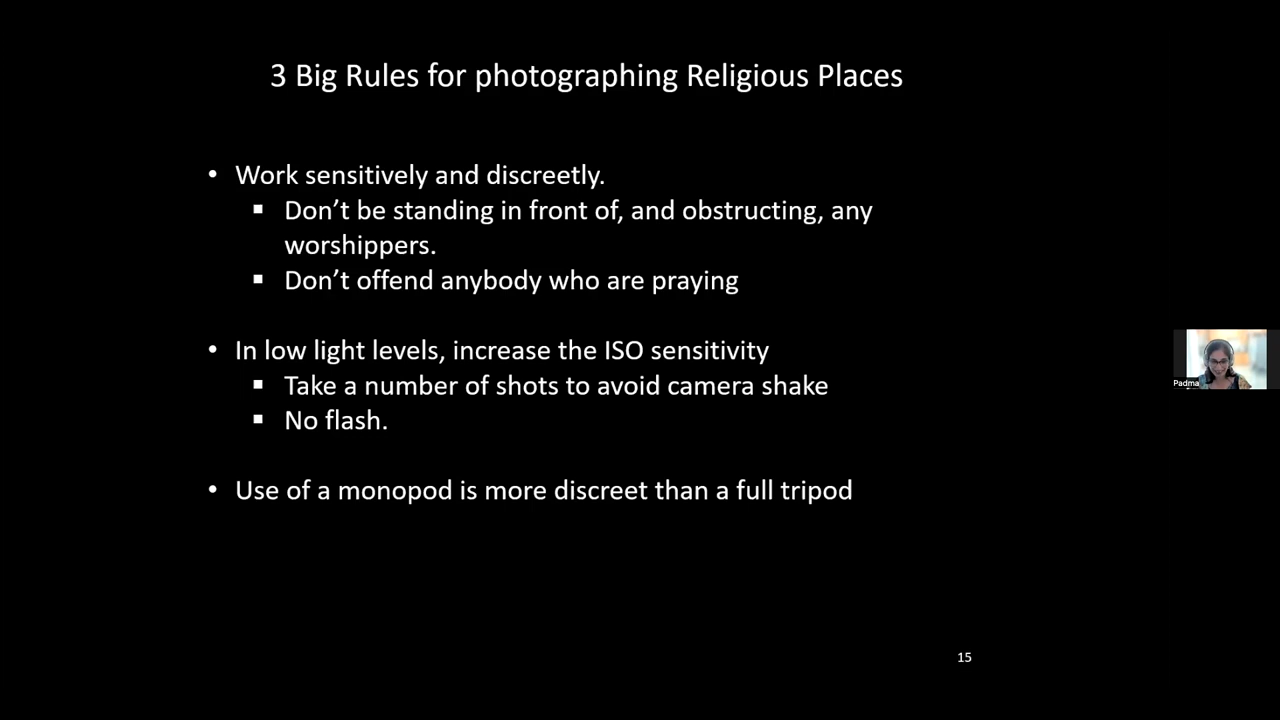 3 Big Rules for photographing Religious Places
• Work sensitively and discreetly.
▪ Don’t be standing in front of, and obstructing, any
worshippers.
▪ Don’t offend anybody who are praying
• In low light levels, increase the ISO sensitivity
▪ Take a number of shots to avoid camera shake
▪ No flash.
• Use of a monopod is more discreet than a full tripod
Padma
15